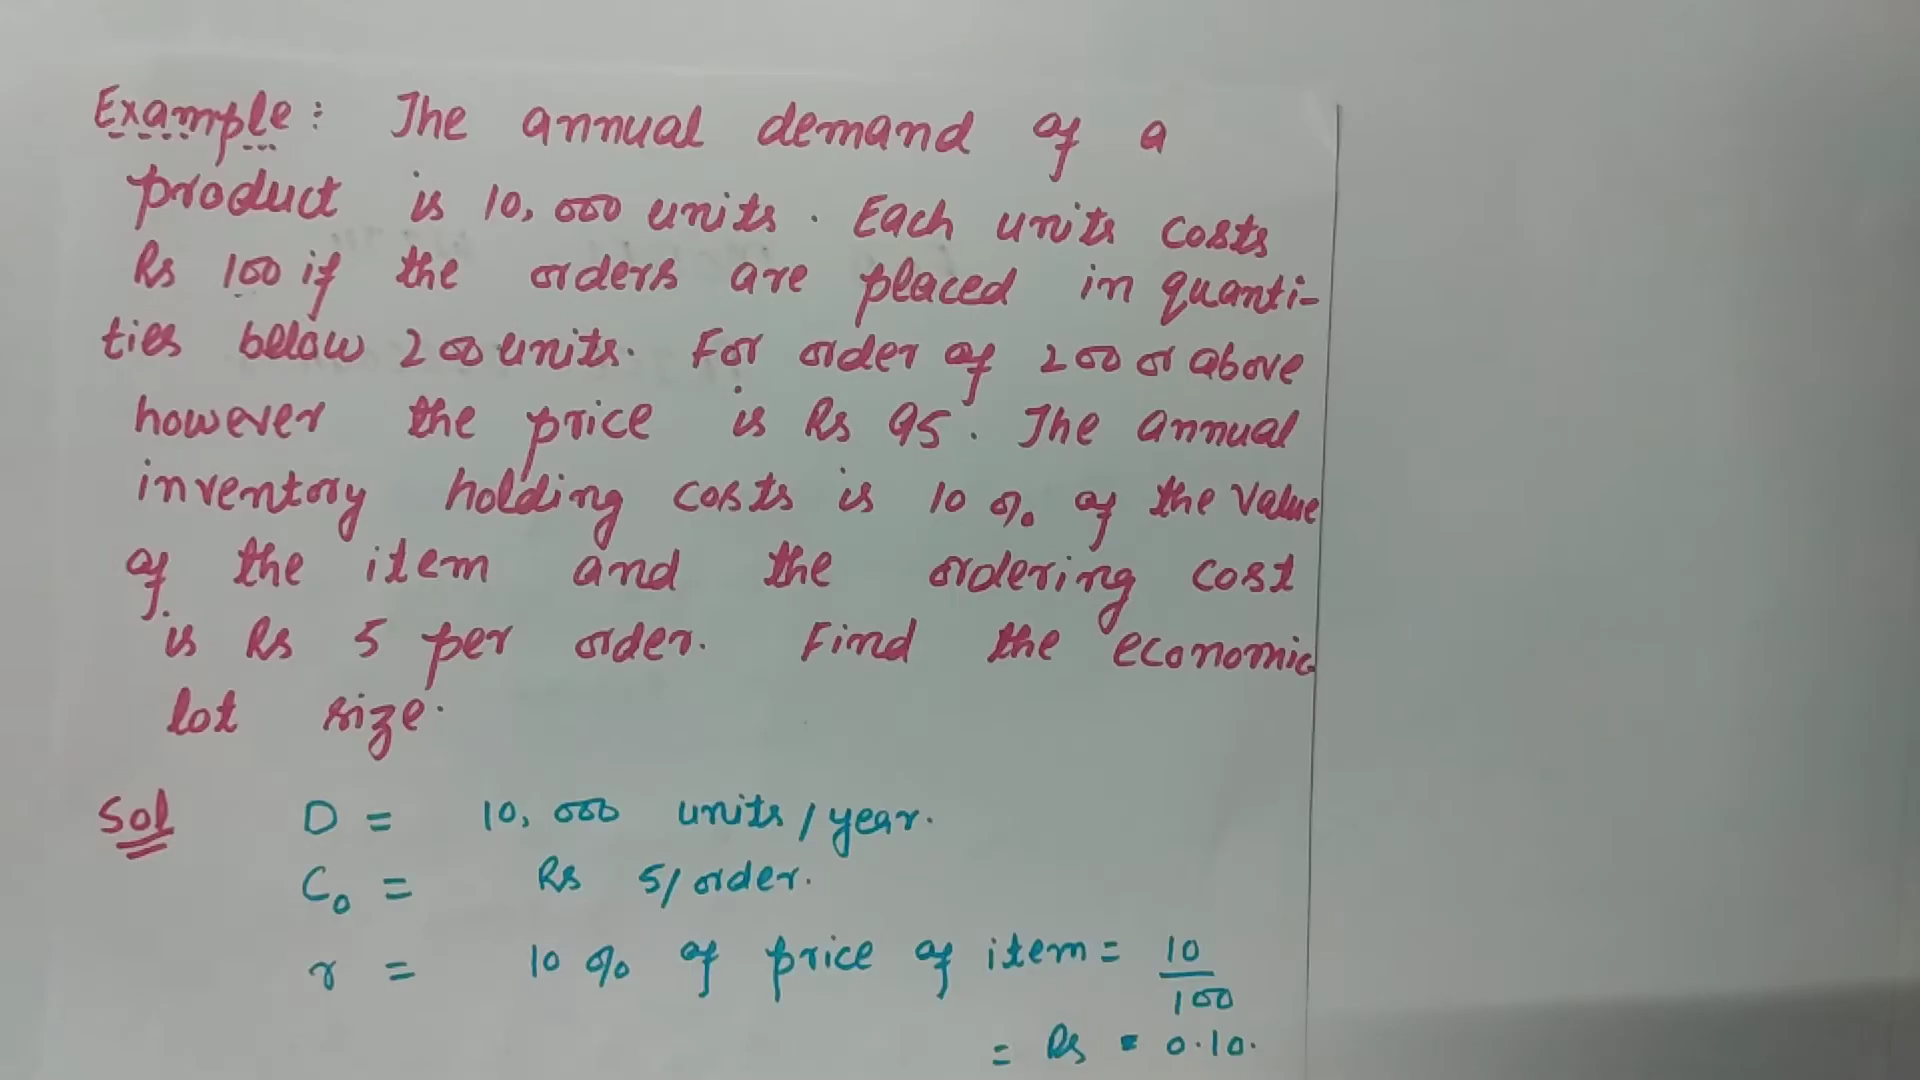 Example: The annual demand of a
product is 10,000 units. Each units costs
Rs 100 if the orders are placed in quanti-
ties below 200 units. For order of 200 or above
however the price is Rs 95. The annual
inventory holding costs is 10% of the value
of the item and the ordering cost
is Rs 5 per order. Find the economic
lot size.
Sol D = 10,000 units/year.
C₀ = Rs 5/order.
r = 10% of price of item = 10/100
= Rs 0.10.